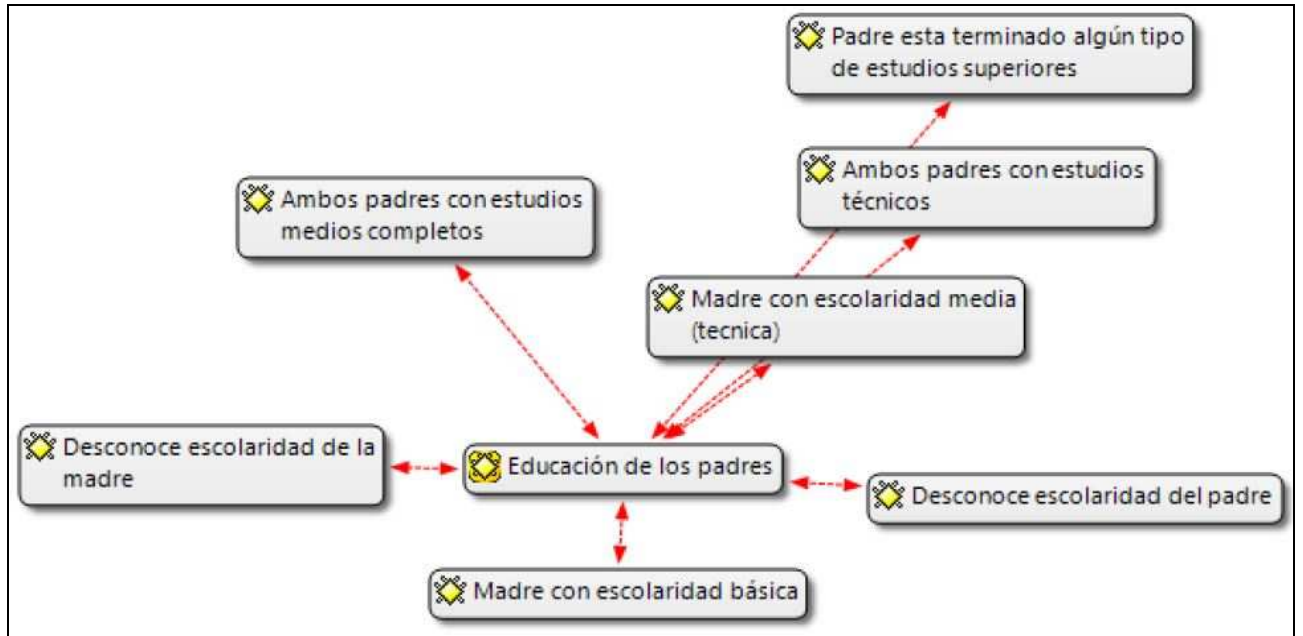 Padre esta terminado algún tipo
de estudios superiores
Ambos padres con estudios
técnicos
Ambos padres con estudios
medios completos
Madre con escolaridad media
(tecnica)
Desconoce escolaridad de la
madre
Educación de los padres
Desconoce escolaridad del padre
Madre con escolaridad básica